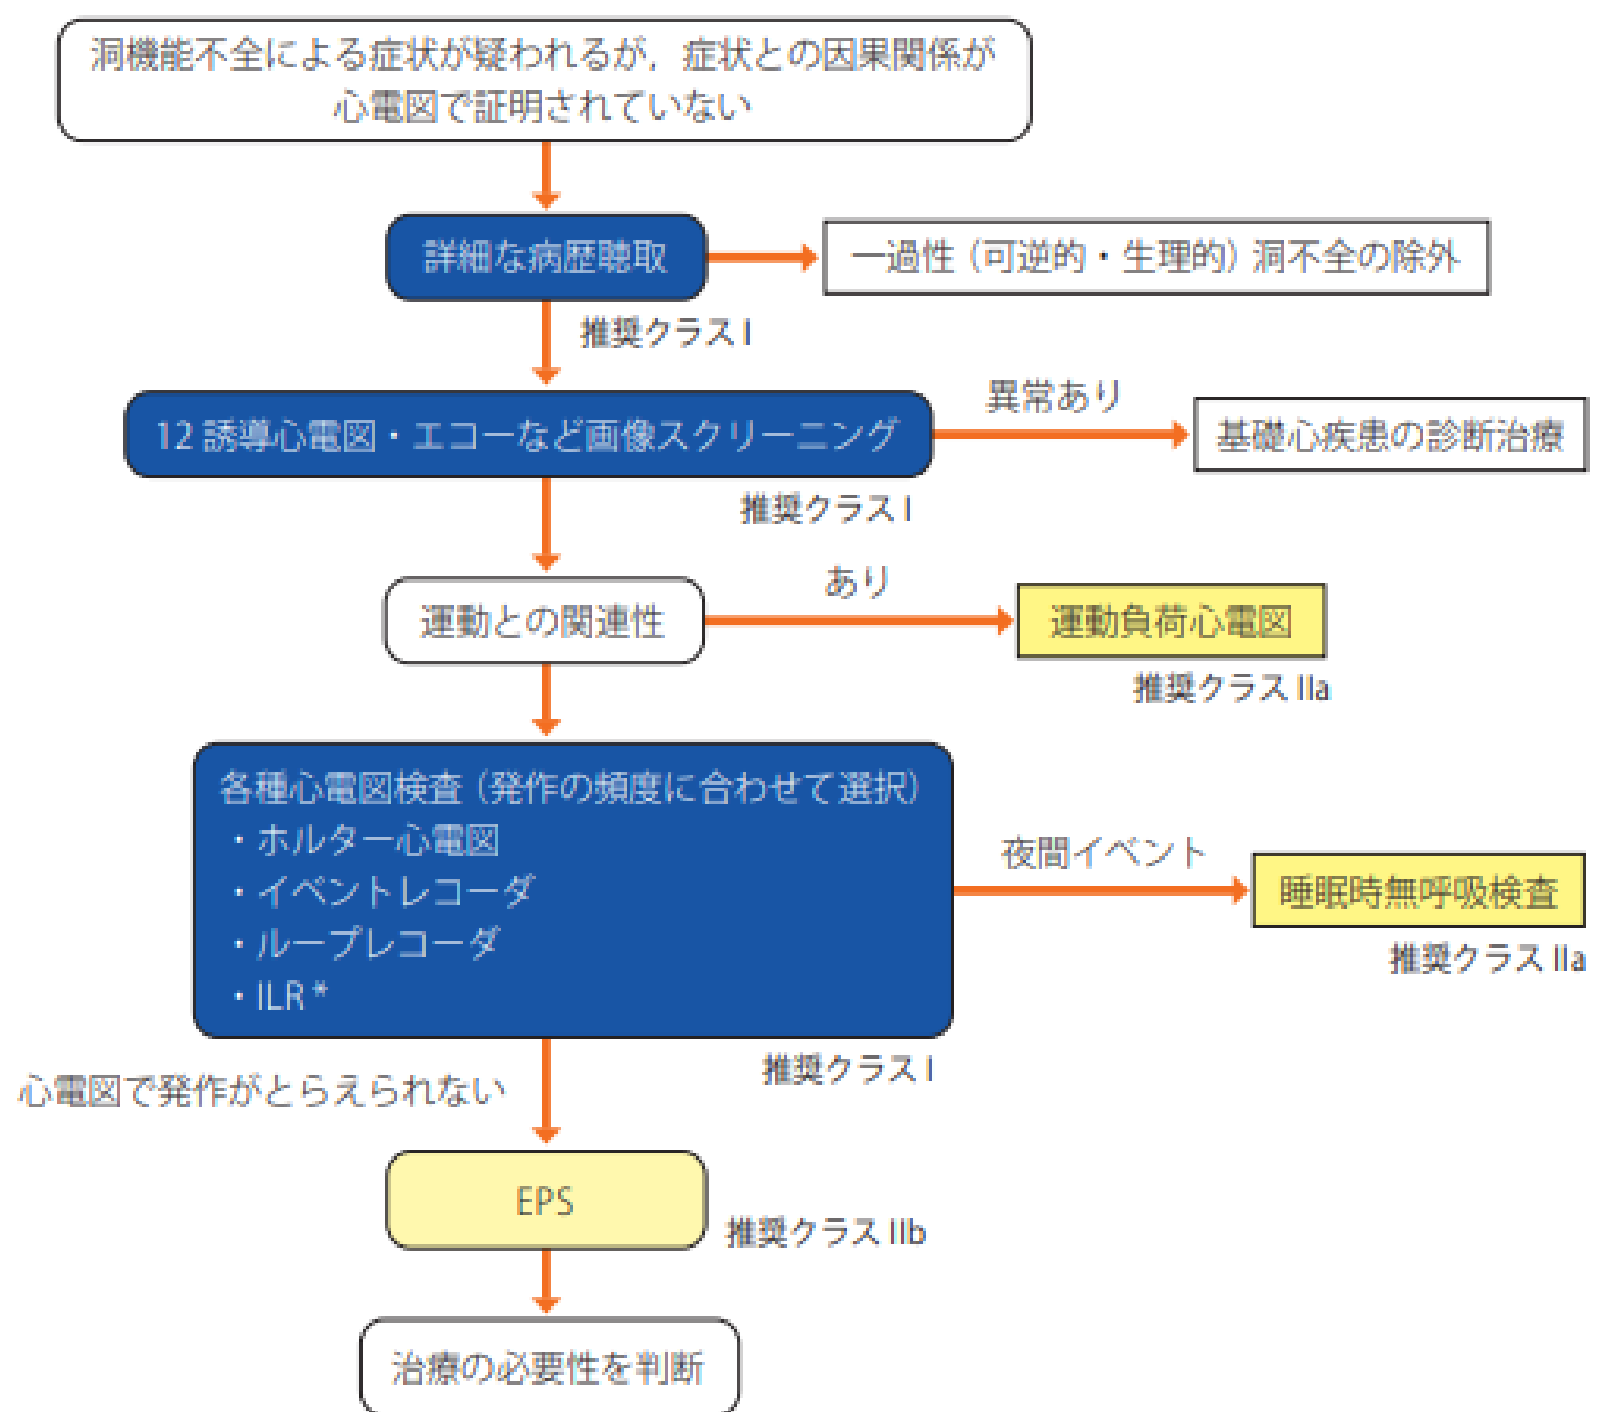 洞機能不全による症状が疑われるが，症状との因果関係が
心電図で証明されていない
詳細な病歴聴取
一過性（可逆的・生理的）洞不全の除外
推奨クラス I
12 誘導心電図・エコーなど画像スクリーニング
異常あり
基礎心疾患の診断治療
推奨クラス I
運動との関連性
あり
運動負荷心電図
推奨クラス IIa
各種心電図検査（発作の頻度に合わせて選択）
・ホルター心電図
・イベントレコーダ
・ループレコーダ
・ILR *
夜間イベント
睡眠時無呼吸検査
推奨クラス IIa
推奨クラス I
心電図で発作がとらえられない
EPS
推奨クラス IIb
治療の必要性を判断